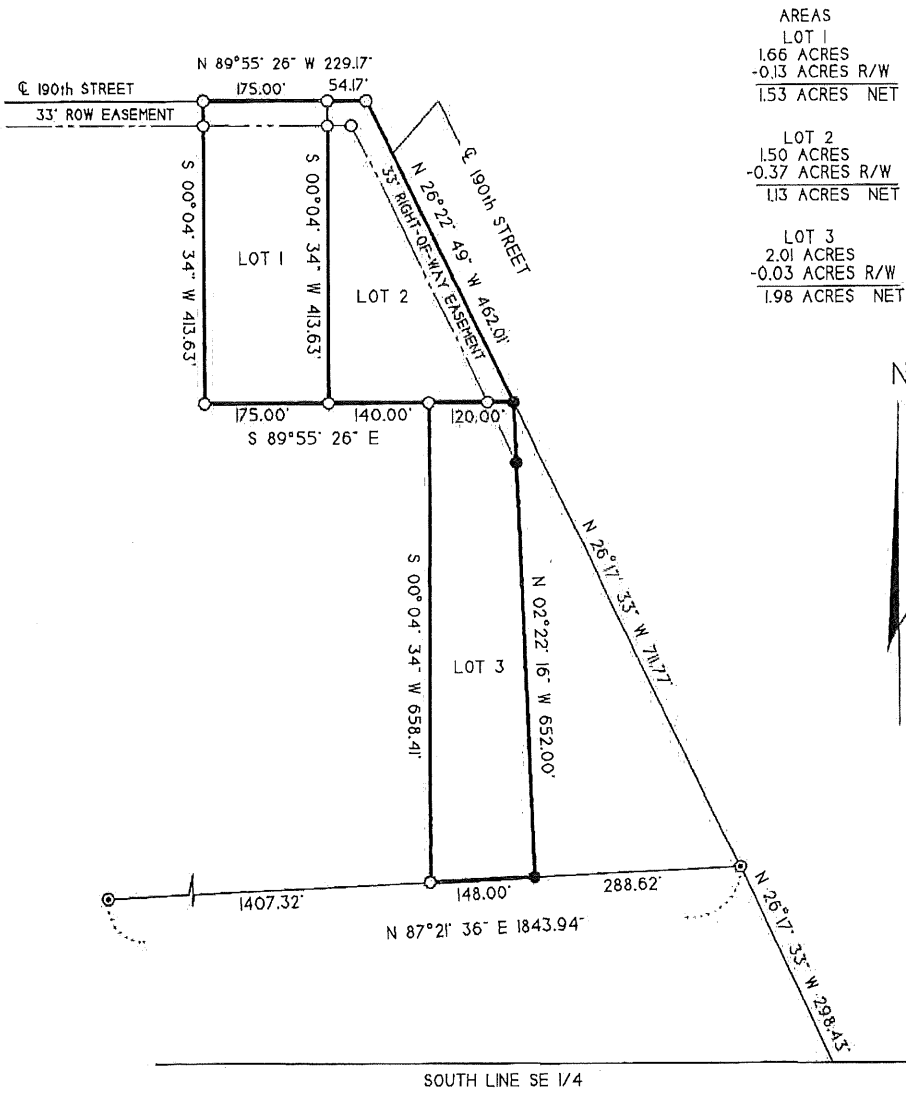 AREAS
LOT 1
1.66 ACRES
-0.13 ACRES R/W
1.53 ACRES NET
LOT 2
1.50 ACRES
-0.37 ACRES R/W
1.13 ACRES NET
LOT 3
2.01 ACRES
-0.03 ACRES R/W
1.98 ACRES NET
N 89°55' 26" W 229.17'
℄ 190th STREET
175.00'
54.17'
33' ROW EASEMENT
℄ 190th STREET
N 26°22' 49" W 462.01'
33' RIGHT-OF-WAY EASEMENT
S 00°04' 34" W 413.63'
LOT 1
S 00°04' 34" W 413.63'
LOT 2
175.00'
140.00'
120.00'
S 89°55' 26" E
N
N 26°17' 33" W 711.77'
S 00°04' 34" W 658.41'
LOT 3
N 02°22' 16" W 652.00'
1407.32'
148.00'
288.62'
N 87°21' 36" E 1843.94'
N 26°17' 33" W 298.43'
SOUTH LINE SE 1/4